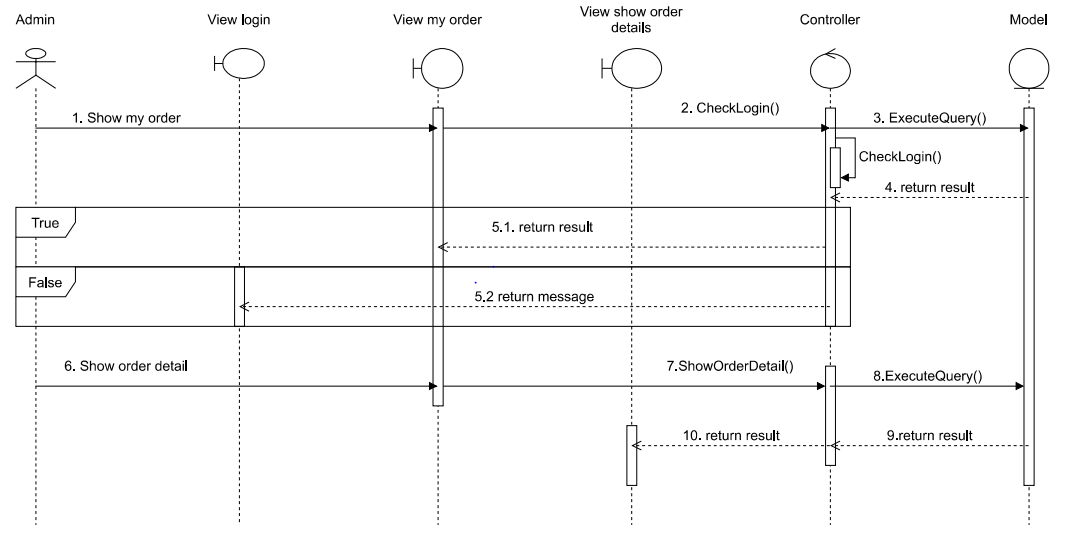 Admin
View login
View my order
View show order
details
Controller
Model
1. Show my order
2. CheckLogin()
3. ExecuteQuery()
CheckLogin()
4. return result
True
5.1. return result
False
5.2 return message
6. Show order detail
7.ShowOrderDetail()
8.ExecuteQuery()
10. return result
9.return result